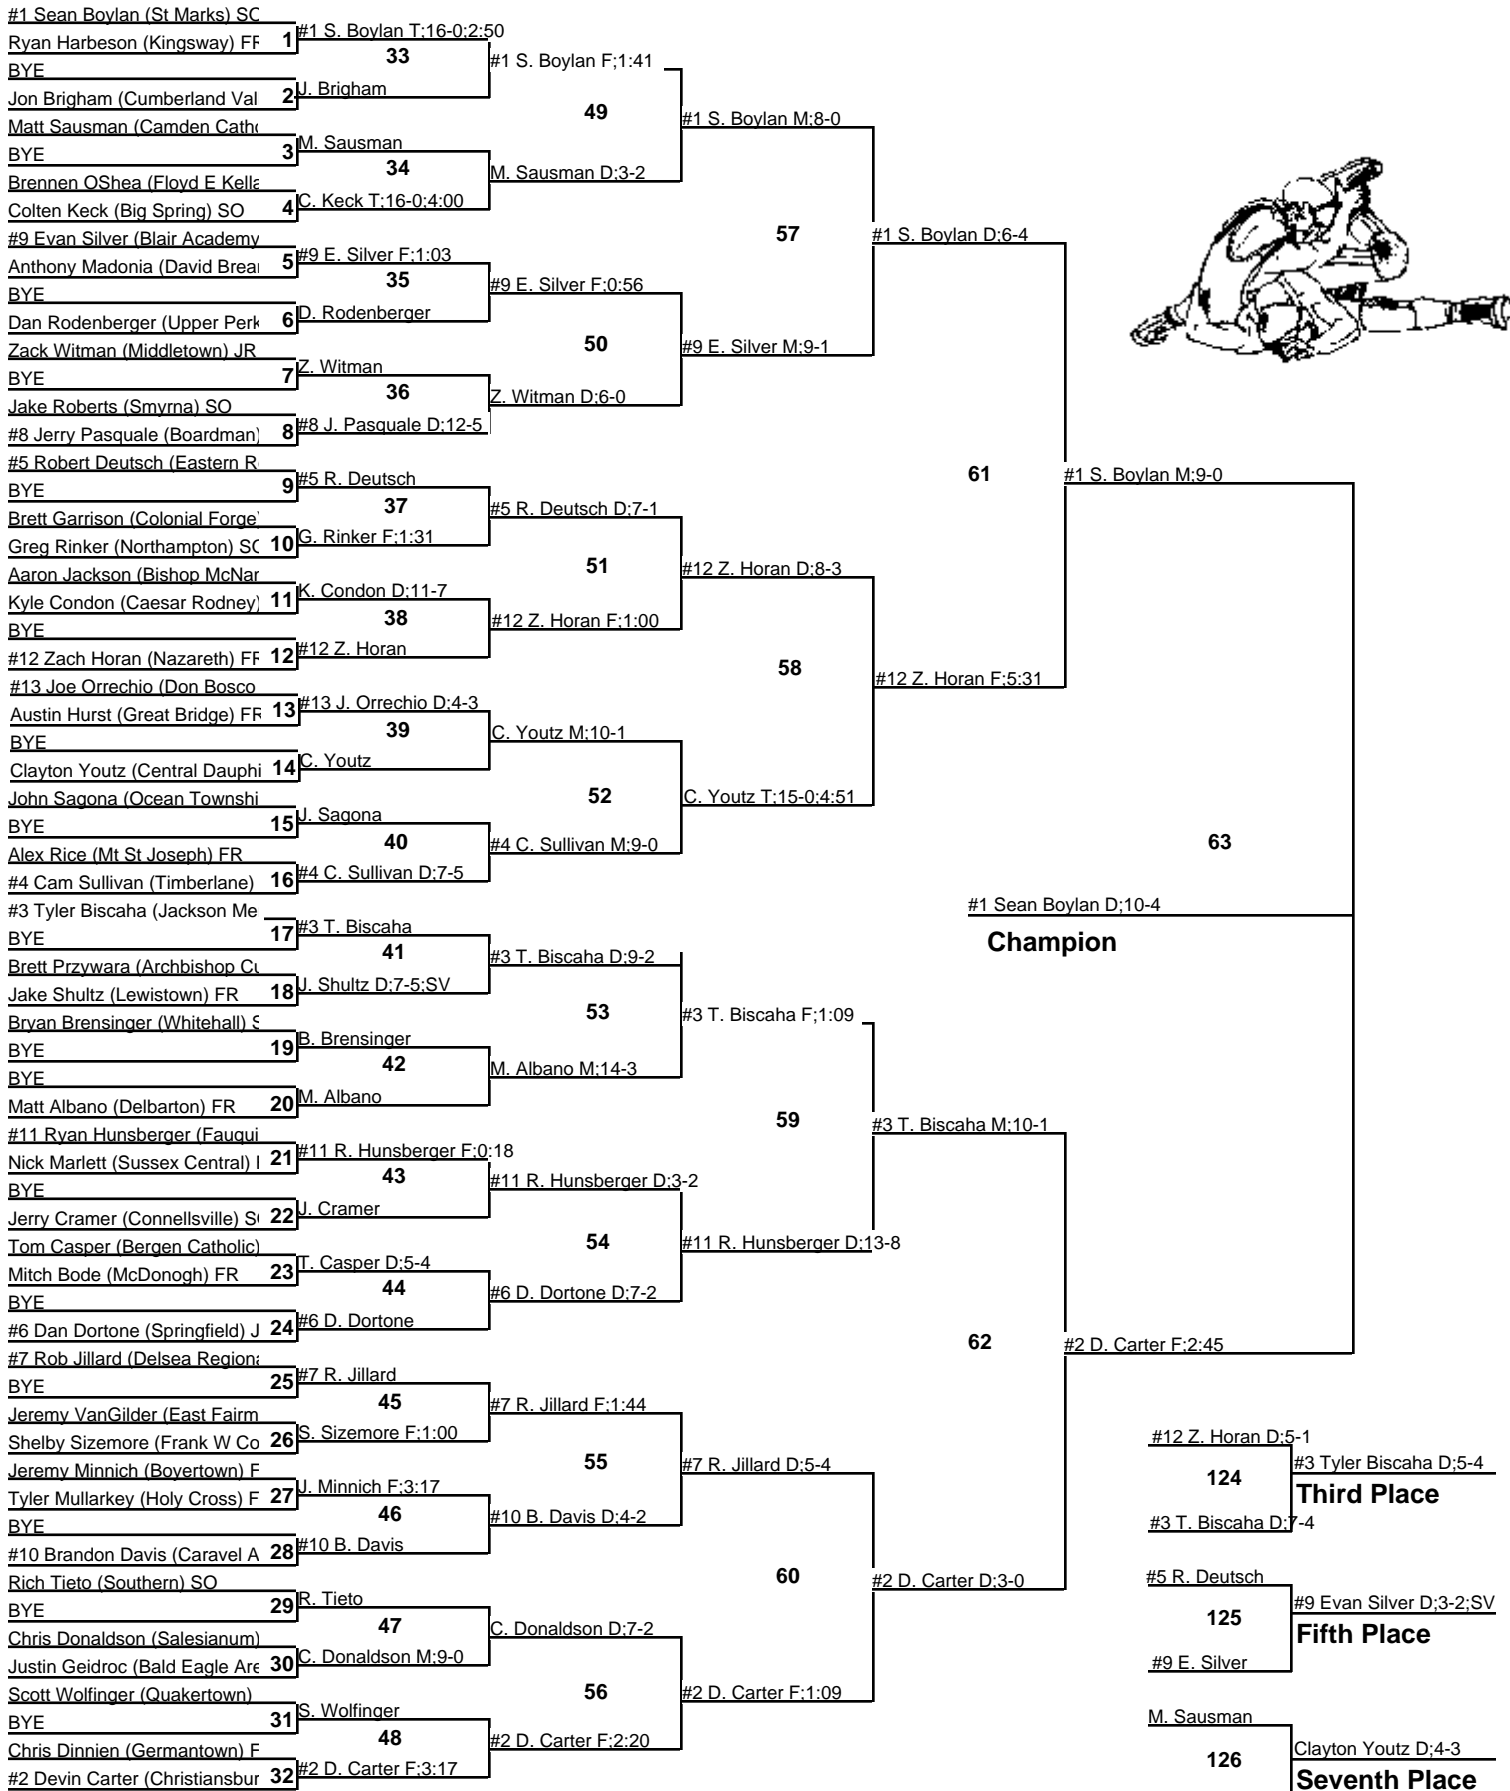 #1 Sean Boylan (St Marks) SO
Ryan Harbeson (Kingsway) FR
1
BYE
Jon Brigham (Cumberland Val
2
Matt Sausman (Camden Catho
BYE
3
Brennen OShea (Floyd E Kella
Colten Keck (Big Spring) SO
4
#9 Evan Silver (Blair Academy
Anthony Madonia (David Brear
5
BYE
Dan Rodenberger (Upper Perk
6
Zack Witman (Middletown) JR
BYE
7
Jake Roberts (Smyrna) SO
#8 Jerry Pasquale (Boardman)
8
#5 Robert Deutsch (Eastern R
BYE
9
Brett Garrison (Colonial Forge)
Greg Rinker (Northampton) SO
10
Aaron Jackson (Bishop McNar
Kyle Condon (Caesar Rodney)
11
BYE
#12 Zach Horan (Nazareth) FR
12
#13 Joe Orrechio (Don Bosco
Austin Hurst (Great Bridge) FR
13
BYE
Clayton Youtz (Central Dauphi
14
John Sagona (Ocean Townshi
BYE
15
Alex Rice (Mt St Joseph) FR
#4 Cam Sullivan (Timberlane)
16
#3 Tyler Biscaha (Jackson Me
BYE
17
Brett Przywara (Archbishop Cu
Jake Shultz (Lewistown) FR
18
Bryan Brensinger (Whitehall) S
BYE
19
BYE
Matt Albano (Delbarton) FR
20
#11 Ryan Hunsberger (Fauqui
Nick Marlett (Sussex Central)
21
BYE
Jerry Cramer (Connellsville) SO
22
Tom Casper (Bergen Catholic)
Mitch Bode (McDonogh) FR
23
BYE
#6 Dan Dortone (Springfield) J
24
#7 Rob Jillard (Delsea Regiona
BYE
25
Jeremy VanGilder (East Fairm
Shelby Sizemore (Frank W Co
26
Jeremy Minnich (Boyertown) F
Tyler Mullarkey (Holy Cross) F
27
BYE
#10 Brandon Davis (Caravel A
28
Rich Tieto (Southern) SO
BYE
29
Chris Donaldson (Salesianum)
Justin Geidroc (Bald Eagle Are
30
Scott Wolfinger (Quakertown)
BYE
31
Chris Dinnien (Germantown) F
#2 Devin Carter (Christiansbur
32
#1 S. Boylan T;16-0;2:50
33
J. Brigham
M. Sausman
34
C. Keck T;16-0;4:00
#9 E. Silver F;1:03
35
D. Rodenberger
Z. Witman
36
#8 J. Pasquale D;12-5
#5 R. Deutsch
37
G. Rinker F;1:31
K. Condon D;11-7
38
#12 Z. Horan
#13 J. Orrechio D;4-3
39
C. Youtz
J. Sagona
40
#4 C. Sullivan D;7-5
#3 T. Biscaha
41
J. Shultz D;7-5;SV
B. Brensinger
42
M. Albano
#11 R. Hunsberger F;0:18
43
J. Cramer
T. Casper D;5-4
44
#6 D. Dortone
#7 R. Jillard
45
S. Sizemore F;1:00
J. Minnich F;3:17
46
#10 B. Davis
R. Tieto
47
C. Donaldson M;9-0
S. Wolfinger
48
#2 D. Carter F;3:17
#1 S. Boylan F;1:41
49
M. Sausman D;3-2
#9 E. Silver F;0:56
50
Z. Witman D;6-0
#5 R. Deutsch D;7-1
51
#12 Z. Horan F;1:00
C. Youtz M;10-1
52
#4 C. Sullivan M;9-0
#3 T. Biscaha D;9-2
53
M. Albano M;14-3
#11 R. Hunsberger D;3-2
54
#6 D. Dortone D;7-2
#7 R. Jillard F;1:44
55
#10 B. Davis D;4-2
C. Donaldson D;7-2
56
#2 D. Carter F;2:20
#1 S. Boylan M;8-0
57
#9 E. Silver M;9-1
#12 Z. Horan D;8-3
58
C. Youtz T;15-0;4:51
#3 T. Biscaha F;1:09
59
#11 R. Hunsberger D;13-8
#7 R. Jillard D;5-4
60
#2 D. Carter F;1:09
#1 S. Boylan D;6-4
61
#12 Z. Horan F;5:31
#3 T. Biscaha M;10-1
62
#2 D. Carter D;3-0
#1 S. Boylan M;9-0
63
#2 D. Carter F;2:45
#1 Sean Boylan D;10-4
Champion
#12 Z. Horan D;5-1
124
#3 T. Biscaha D;7-4
#3 Tyler Biscaha D;5-4
Third Place
#5 R. Deutsch
125
#9 E. Silver
#9 Evan Silver D;3-2;SV
Fifth Place
M. Sausman
126
Clayton Youtz D;4-3
Seventh Place